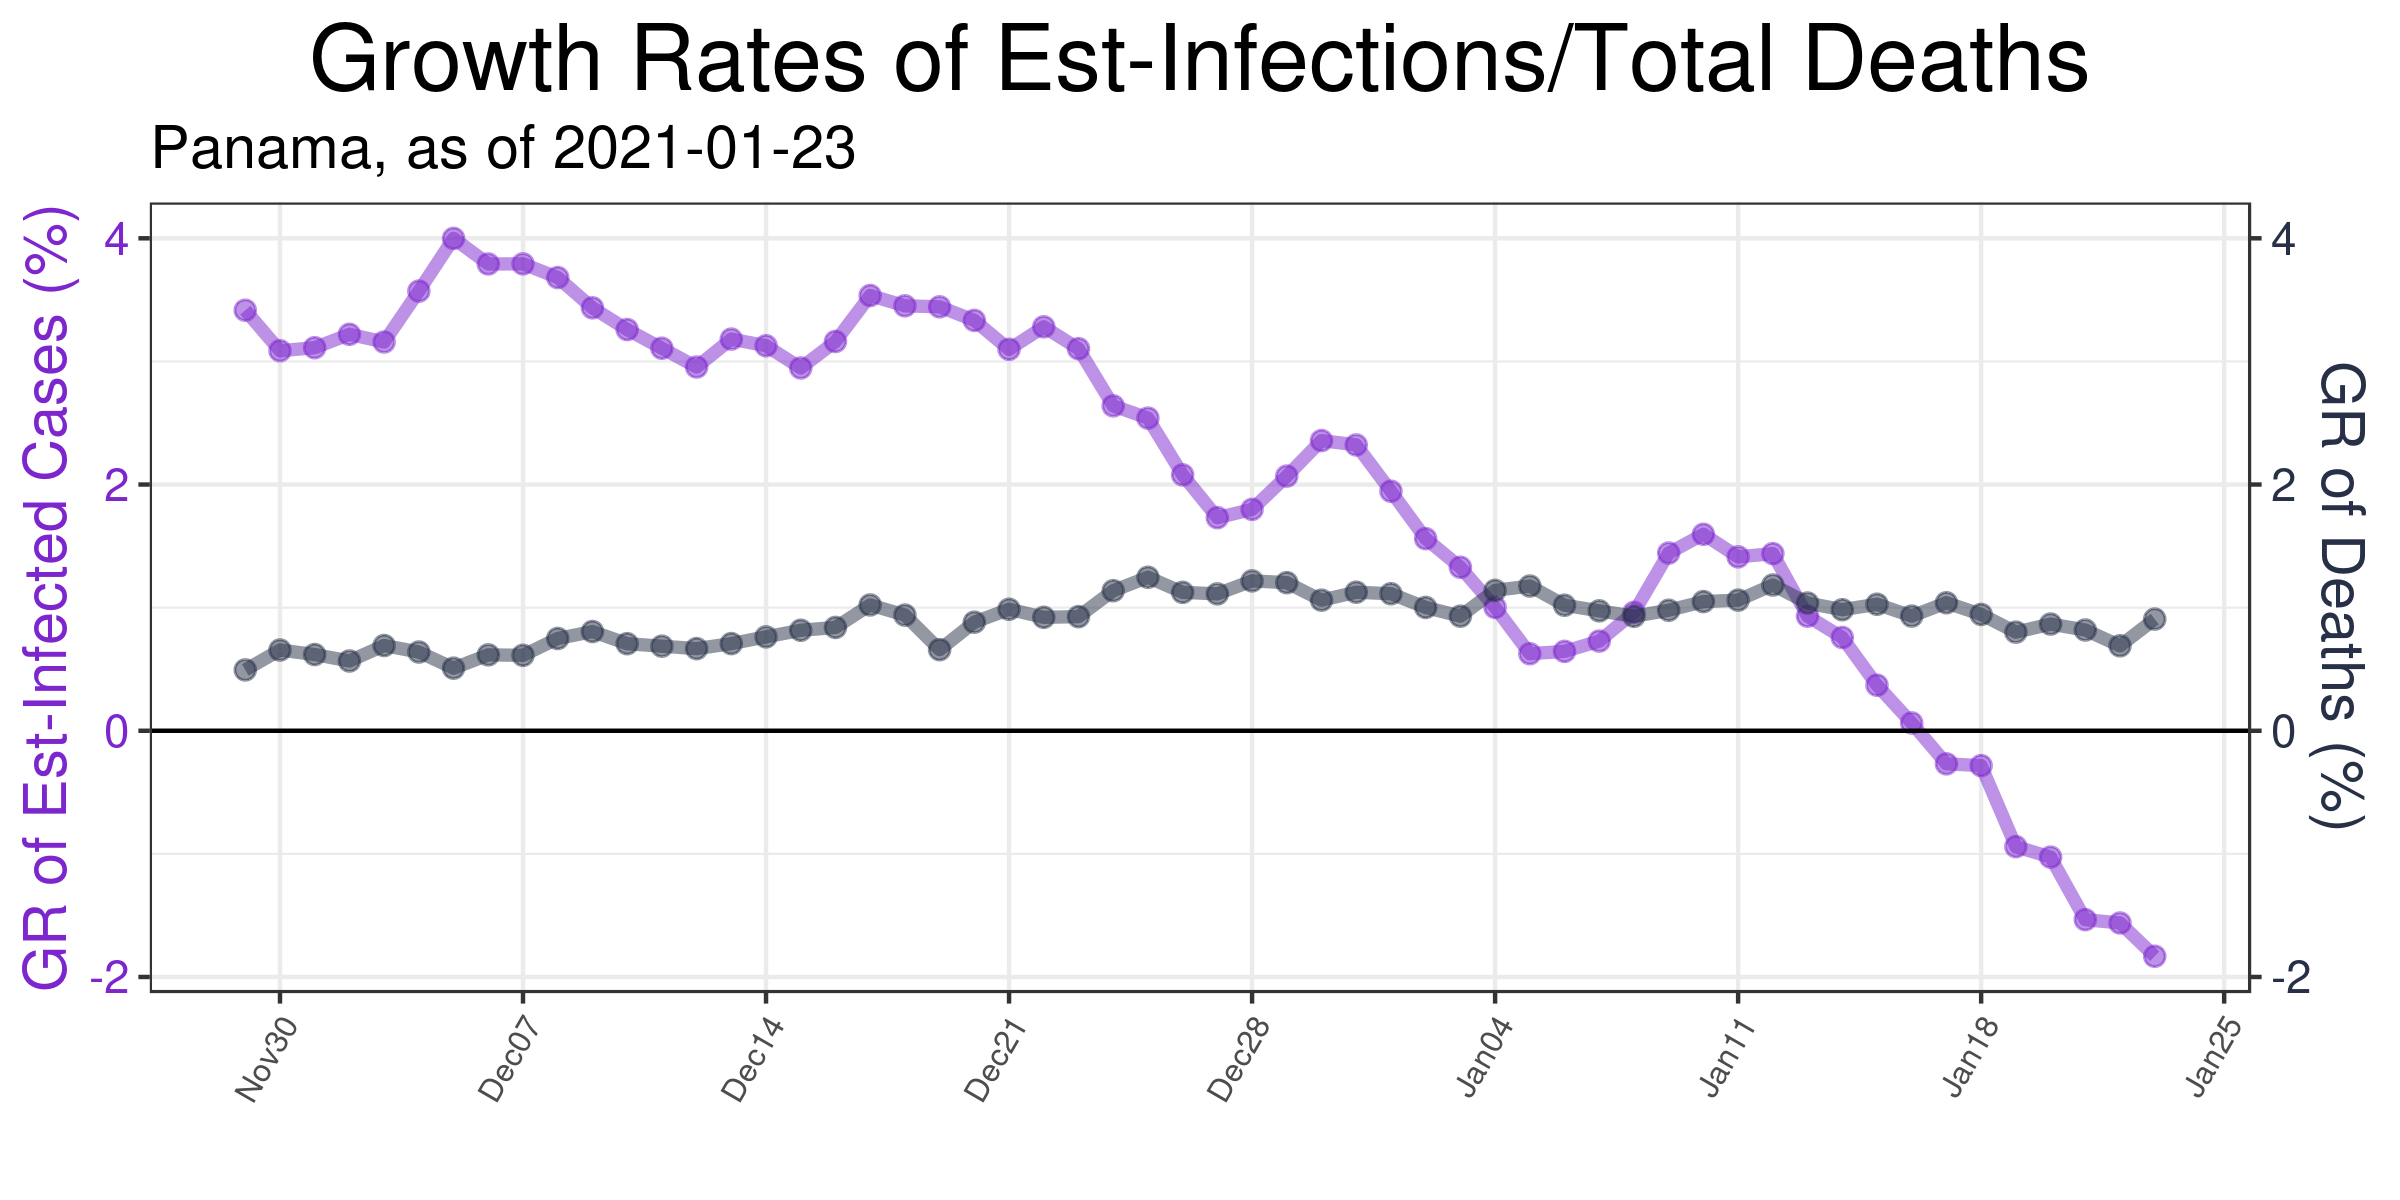 Growth Rates of Est-Infections/Total Deaths
Panama, as of 2021-01-23
GR of Est-Infected Cases (%)
4
2
0
-2
4
2
0
-2
GR of Deaths (%)
Nov30
Dec07
Dec14
Dec21
Dec28
Jan04
Jan11
Jan18
Jan25